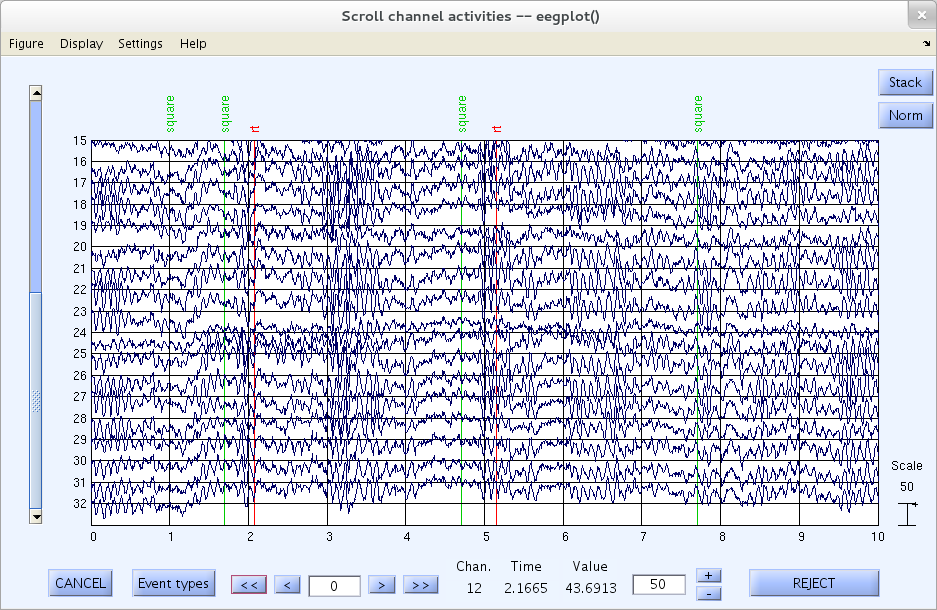 Scroll channel activities -- eegplot()
Figure Display Settings Help
Stack
Norm
square square rt square rt square
15
16
17
18
19
20
21
22
23
24
25
26
27
28
29
30
31
32
0 1 2 3 4 5 6 7 8 9 10
Scale
50
Chan. Time Value
CANCEL Event types << < 0 > >> 12 2.1665 43.6913 50 + - REJECT